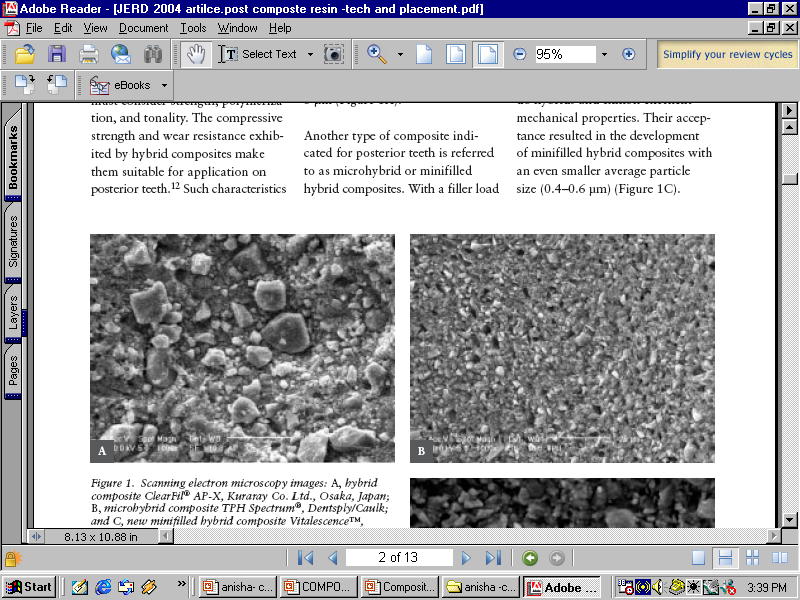 Adobe Reader - [JERD 2004 artilce.post composte resin -tech and placement.pdf]
File Edit View Document Tools Window Help
Select Text 95% Simplify your review cycles
eBooks
Bookmarks
Signatures
Layers
Pages
must consider strength, polymeriza-
tion, and tonality. The compressive
strength and wear resistance exhib-
ited by hybrid composites make
them suitable for application on
posterior teeth.12 Such characteristics
Another type of composite indi-
cated for posterior teeth is referred
to as microhybrid or minifilled
hybrid composites. With a filler load
mechanical properties. Their accep-
tance resulted in the development
of minifilled hybrid composites with
an even smaller average particle
size (0.4–0.6 µm) (Figure 1C).
A
B
Figure 1. Scanning electron microscopy images: A, hybrid
composite ClearFil® AP-X, Kuraray Co. Ltd., Osaka, Japan;
B, microhybrid composite TPH Spectrum®, Dentsply/Caulk;
and C, new minifilled hybrid composite Vitalescence™,
8.13 x 10.88 in
2 of 13
Start
anisha- c...
COMPO...
Composit...
anisha -c...
Adobe ...
3:39 PM